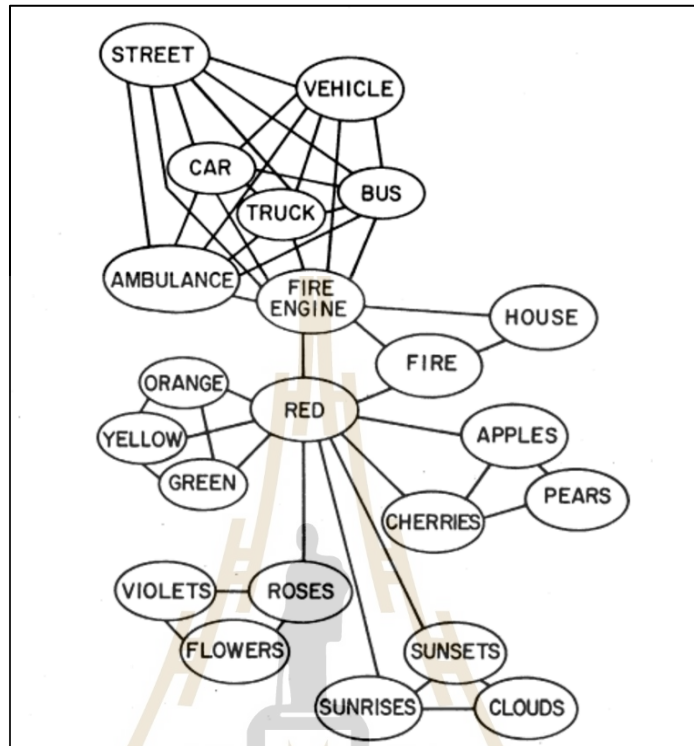 STREET
VEHICLE
CAR
BUS
TRUCK
AMBULANCE
FIRE
ENGINE
HOUSE
FIRE
ORANGE
RED
YELLOW
APPLES
GREEN
PEARS
CHERRIES
VIOLETS
ROSES
FLOWERS
SUNSETS
SUNRISES
CLOUDS